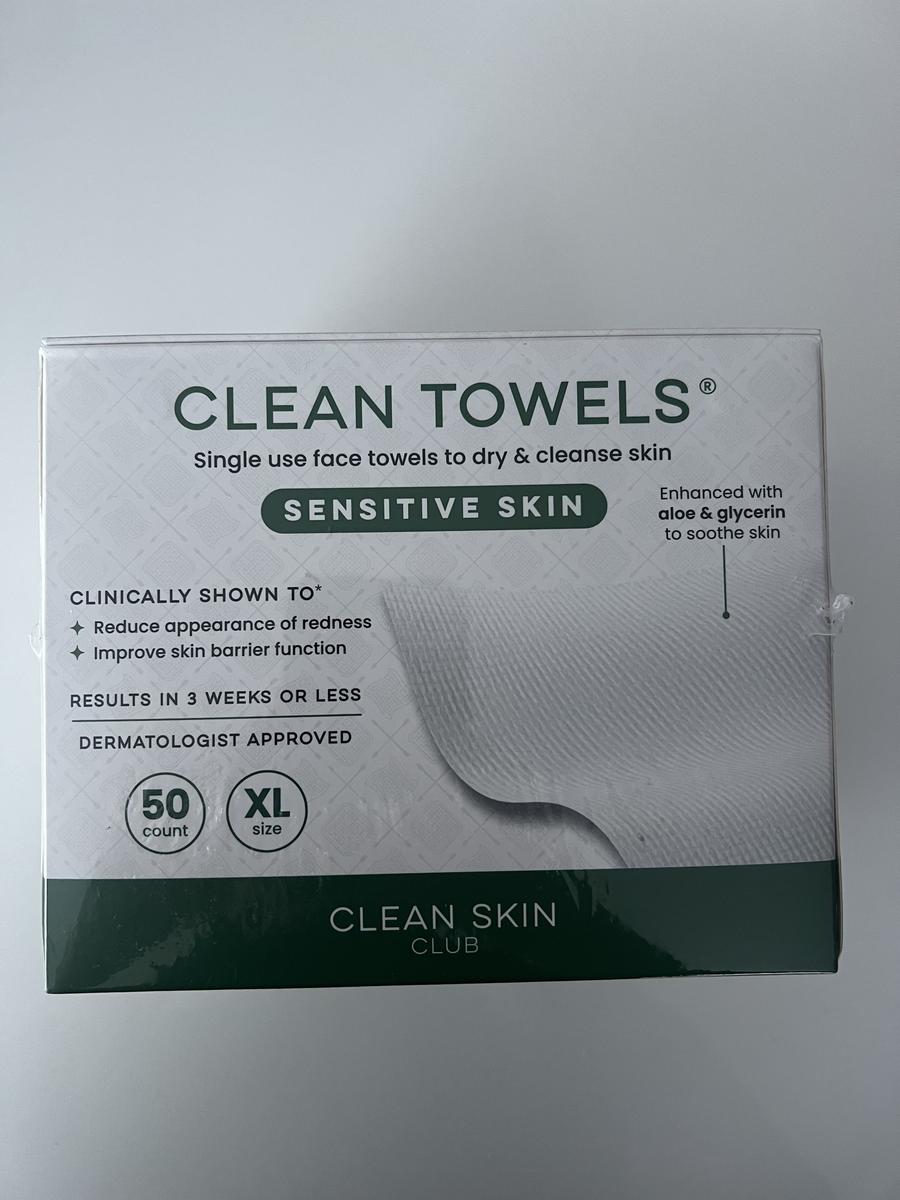 CLEAN TOWELS®
Single use face towels to dry & cleanse skin
SENSITIVE SKIN
Enhanced with
aloe & glycerin
to soothe skin
CLINICALLY SHOWN TO*
✦ Reduce appearance of redness
✦ Improve skin barrier function
RESULTS IN 3 WEEKS OR LESS
DERMATOLOGIST APPROVED
50
count
XL
size
CLEAN SKIN
CLUB